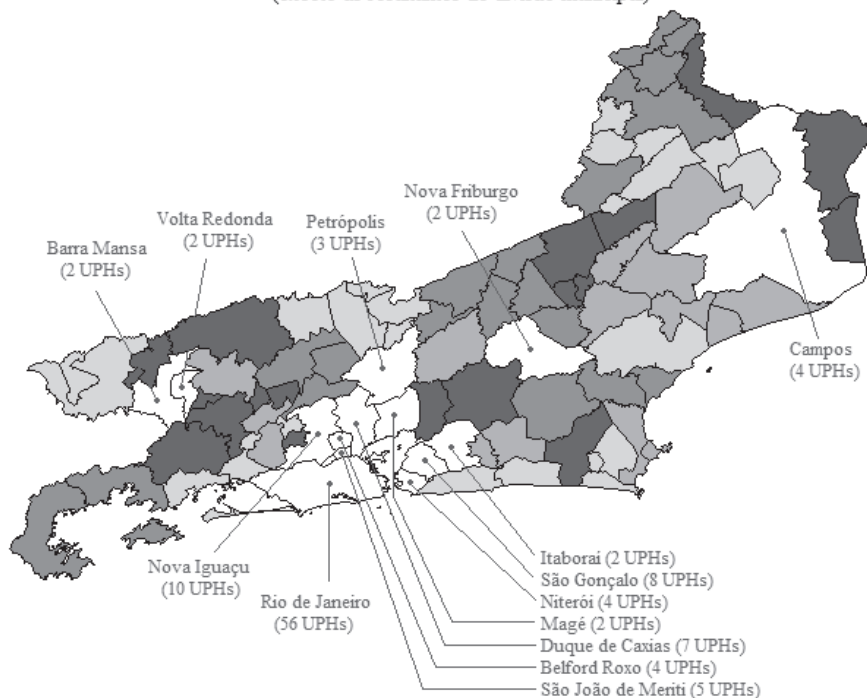 Nova Friburgo
(2 UPHs)
Volta Redonda
(2 UPHs)
Petrópolis
(3 UPHs)
Barra Mansa
(2 UPHs)
Campos
(4 UPHs)
Nova Iguaçu
(10 UPHs)
Rio de Janeiro
(56 UPHs)
Itaborai (2 UPHs)
São Gonçalo (8 UPHs)
Niterói (4 UPHs)
Magé (2 UPHs)
Duque de Caxias (7 UPHs)
Belford Roxo (4 UPHs)
São João de Meriti (5 UPHs)